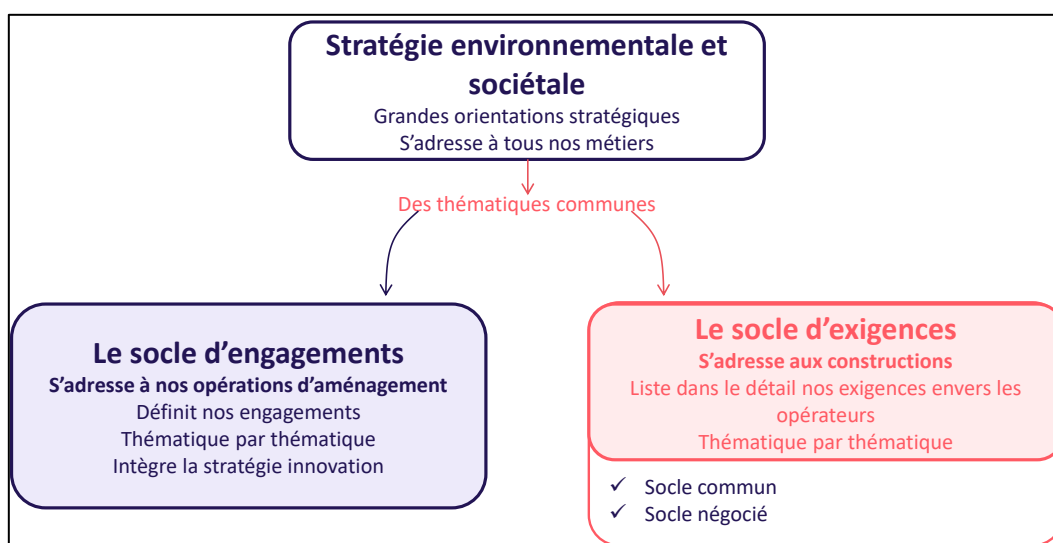 Stratégie environnementale et
sociétale
Grandes orientations stratégiques
S’adresse à tous nos métiers
Des thématiques communes
Le socle d’engagements
S’adresse à nos opérations d’aménagement
Définit nos engagements
Thématique par thématique
Intègre la stratégie innovation
Le socle d’exigences
S’adresse aux constructions
Liste dans le détail nos exigences envers les
opérateurs
Thématique par thématique
✓ Socle commun
✓ Socle négocié